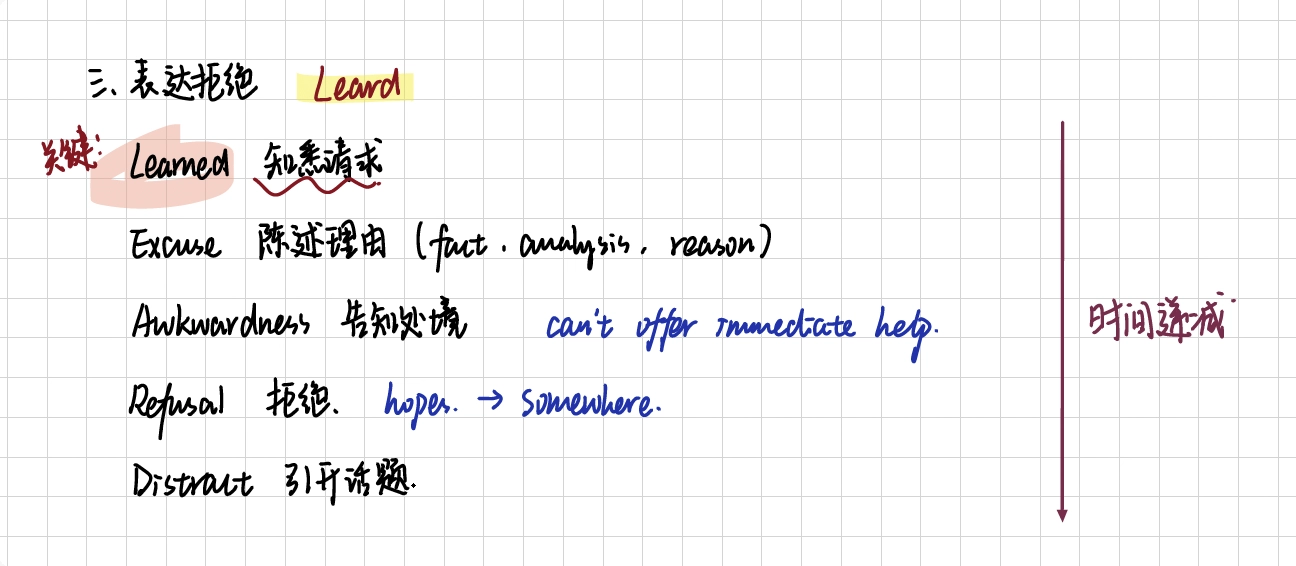 三、表达拒绝 Leard
关键: Learned 知悉请求
Excuse 陈述理由 (fact. analysis. reason)
Awkwardness 告知处境 can't offer immediate help.
时间递减
Refusal 拒绝. hopes. → Somewhere.
Distract 引开话题.